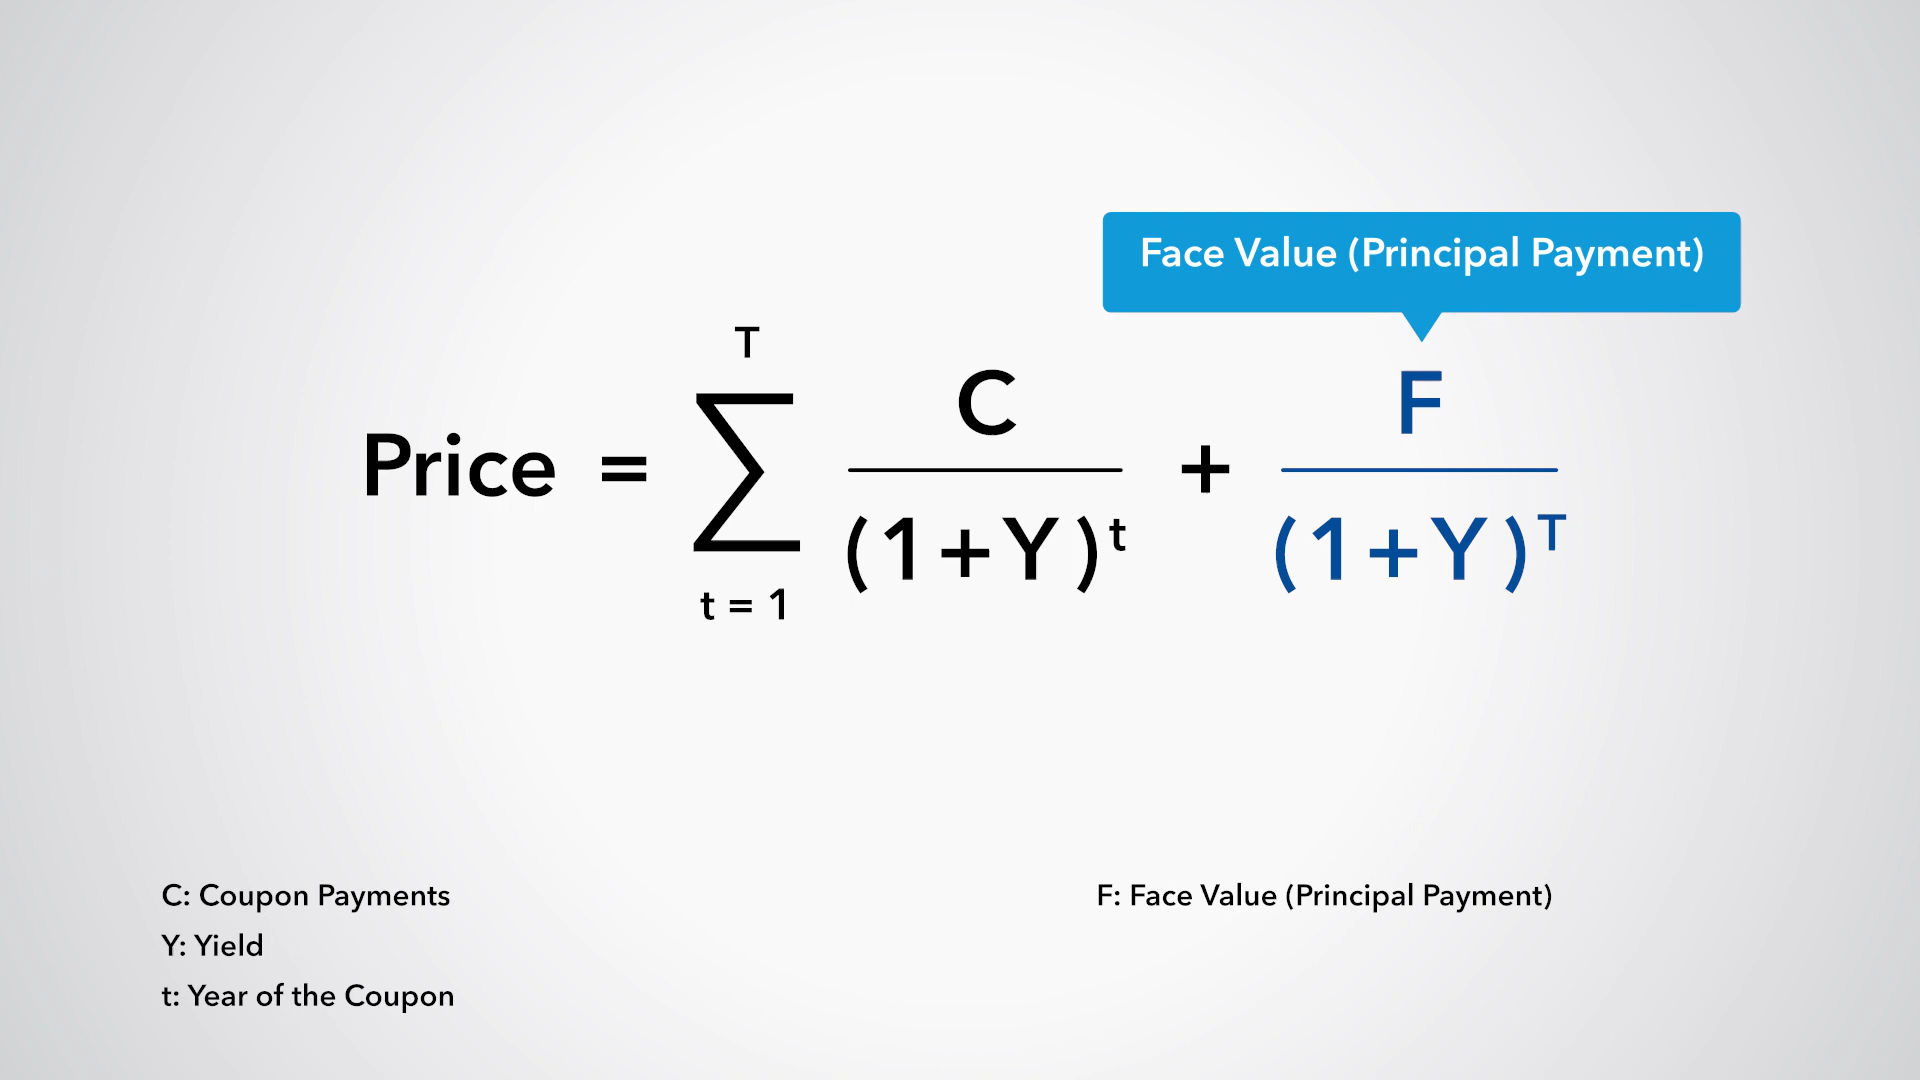 Face Value (Principal Payment)
Price = T ∑ t = 1 C / (1+Y)^t + F / (1+Y)^T
C: Coupon Payments
Y: Yield
t: Year of the Coupon
F: Face Value (Principal Payment)